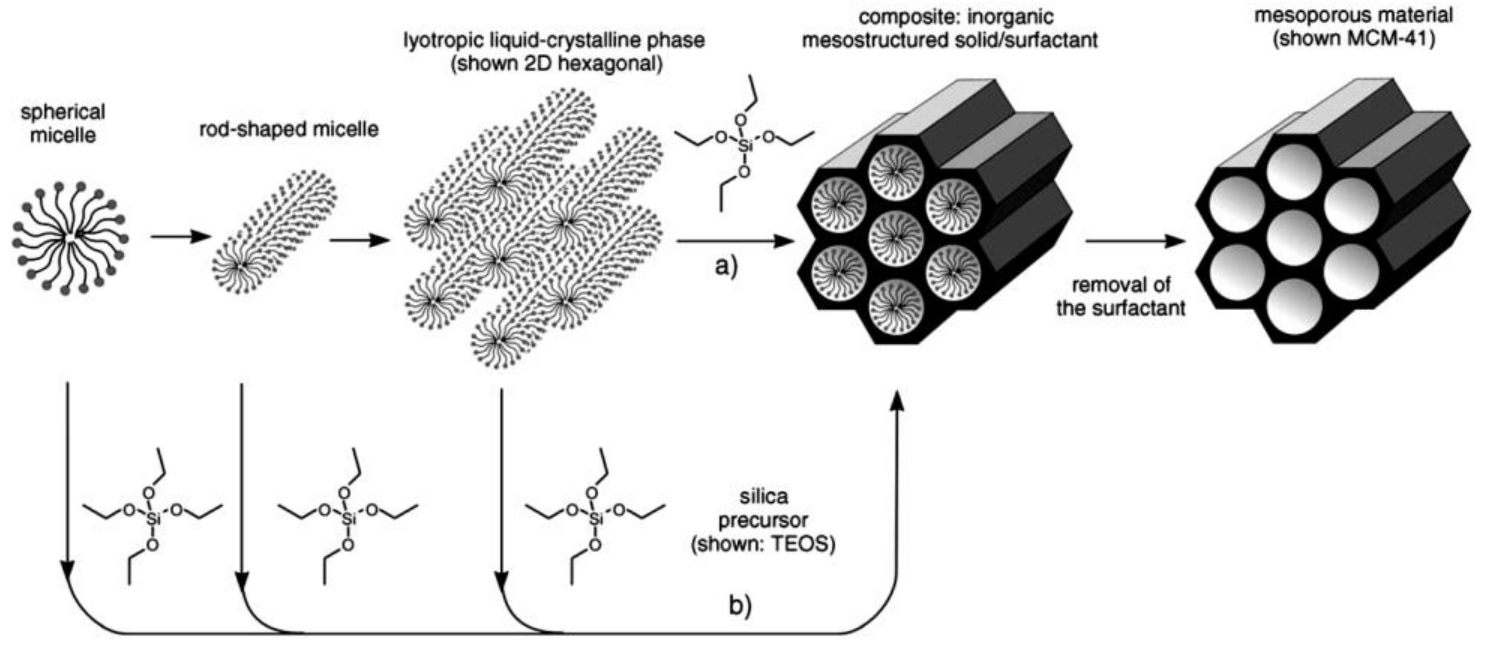 spherical
micelle
rod-shaped micelle
lyotropic liquid-crystalline phase
(shown 2D hexagonal)
composite: inorganic
mesostructured solid/surfactant
mesoporous material
(shown MCM-41)
O
O
Si
O
O
a)
removal of
the surfactant
O
O
Si
O
O
O
O
Si
O
O
O
O
Si
O
O
silica
precursor
(shown: TEOS)
b)